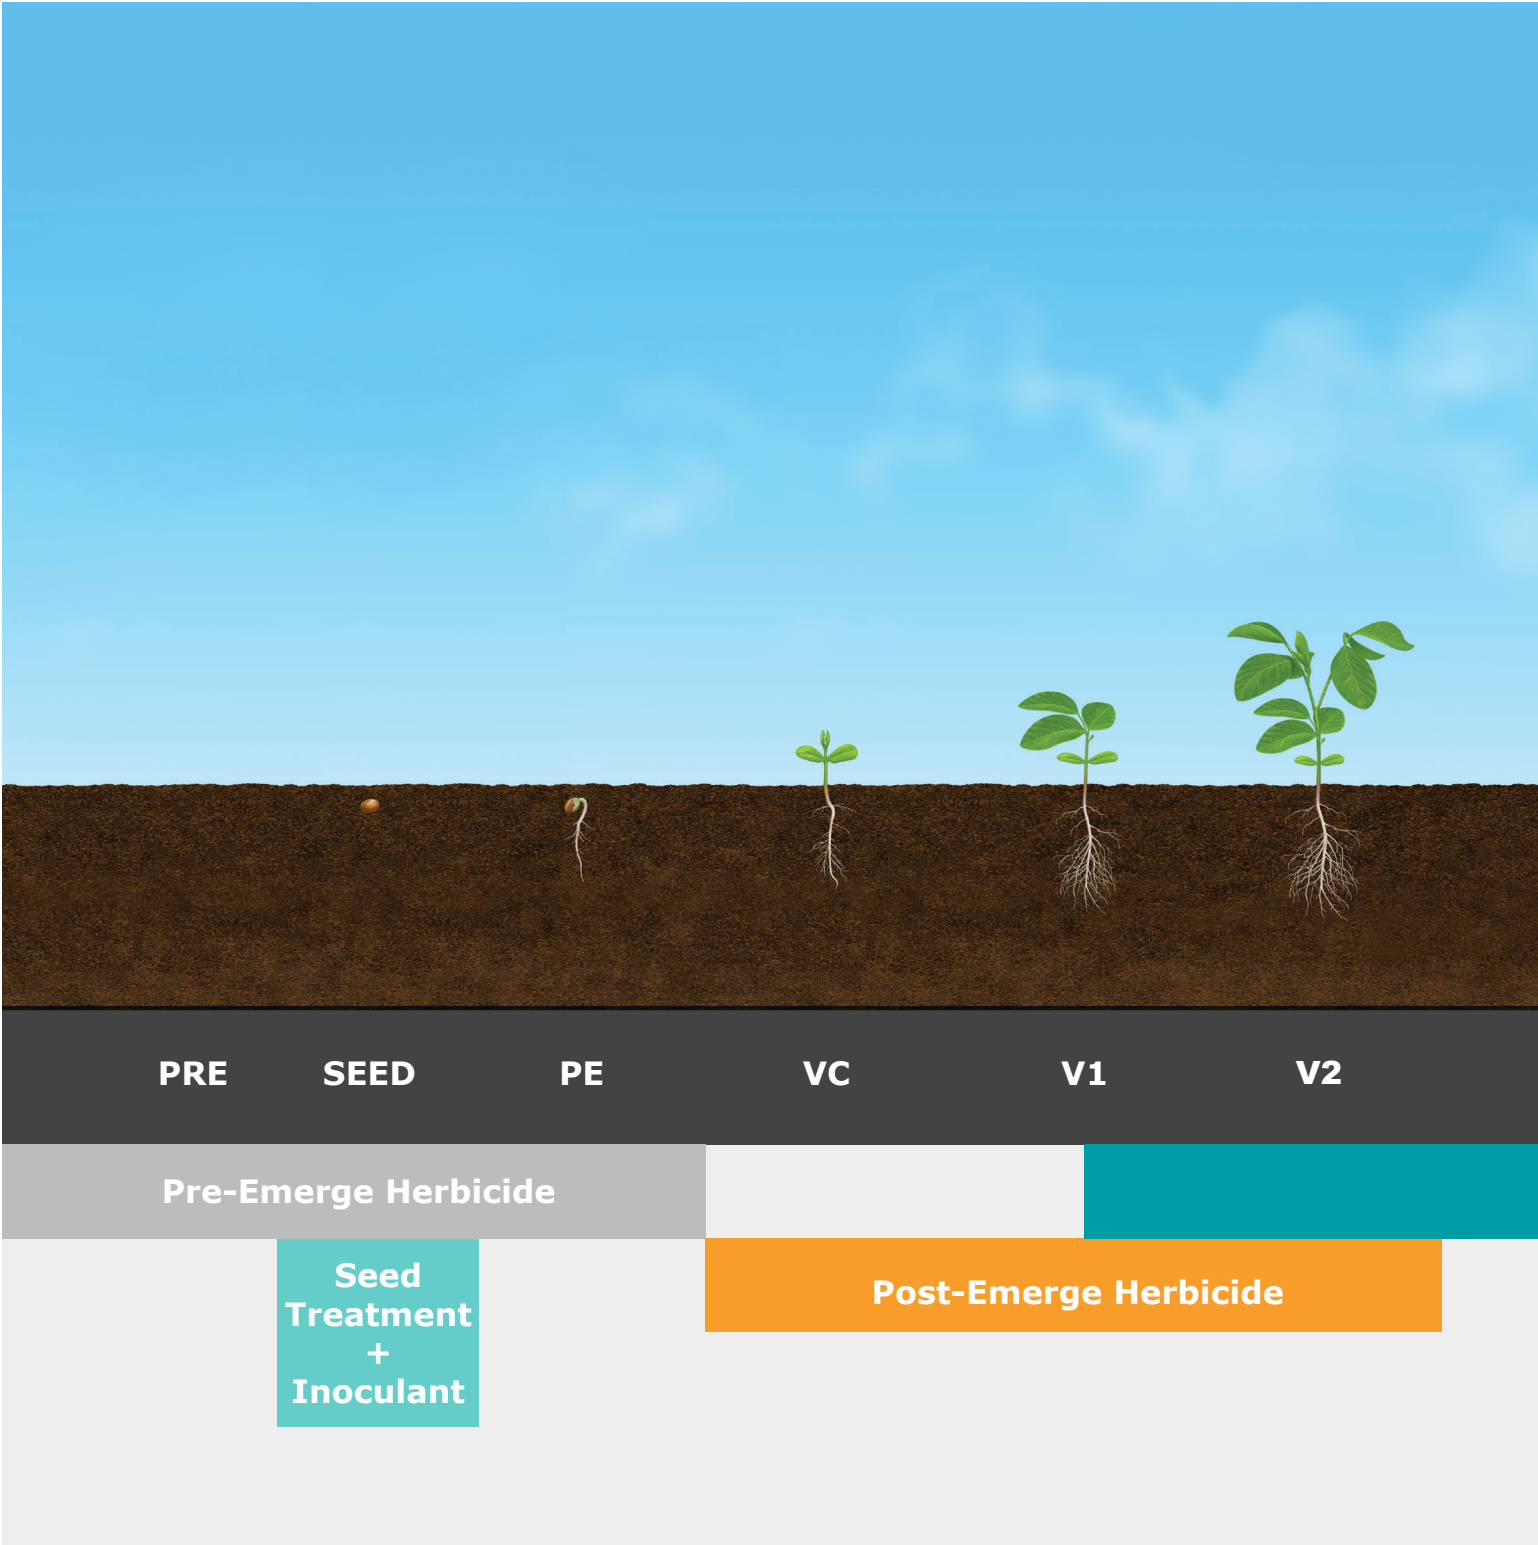 PRE SEED PE VC V1 V2
Pre-Emerge Herbicide
Seed
Treatment
+
Inoculant
Post-Emerge Herbicide